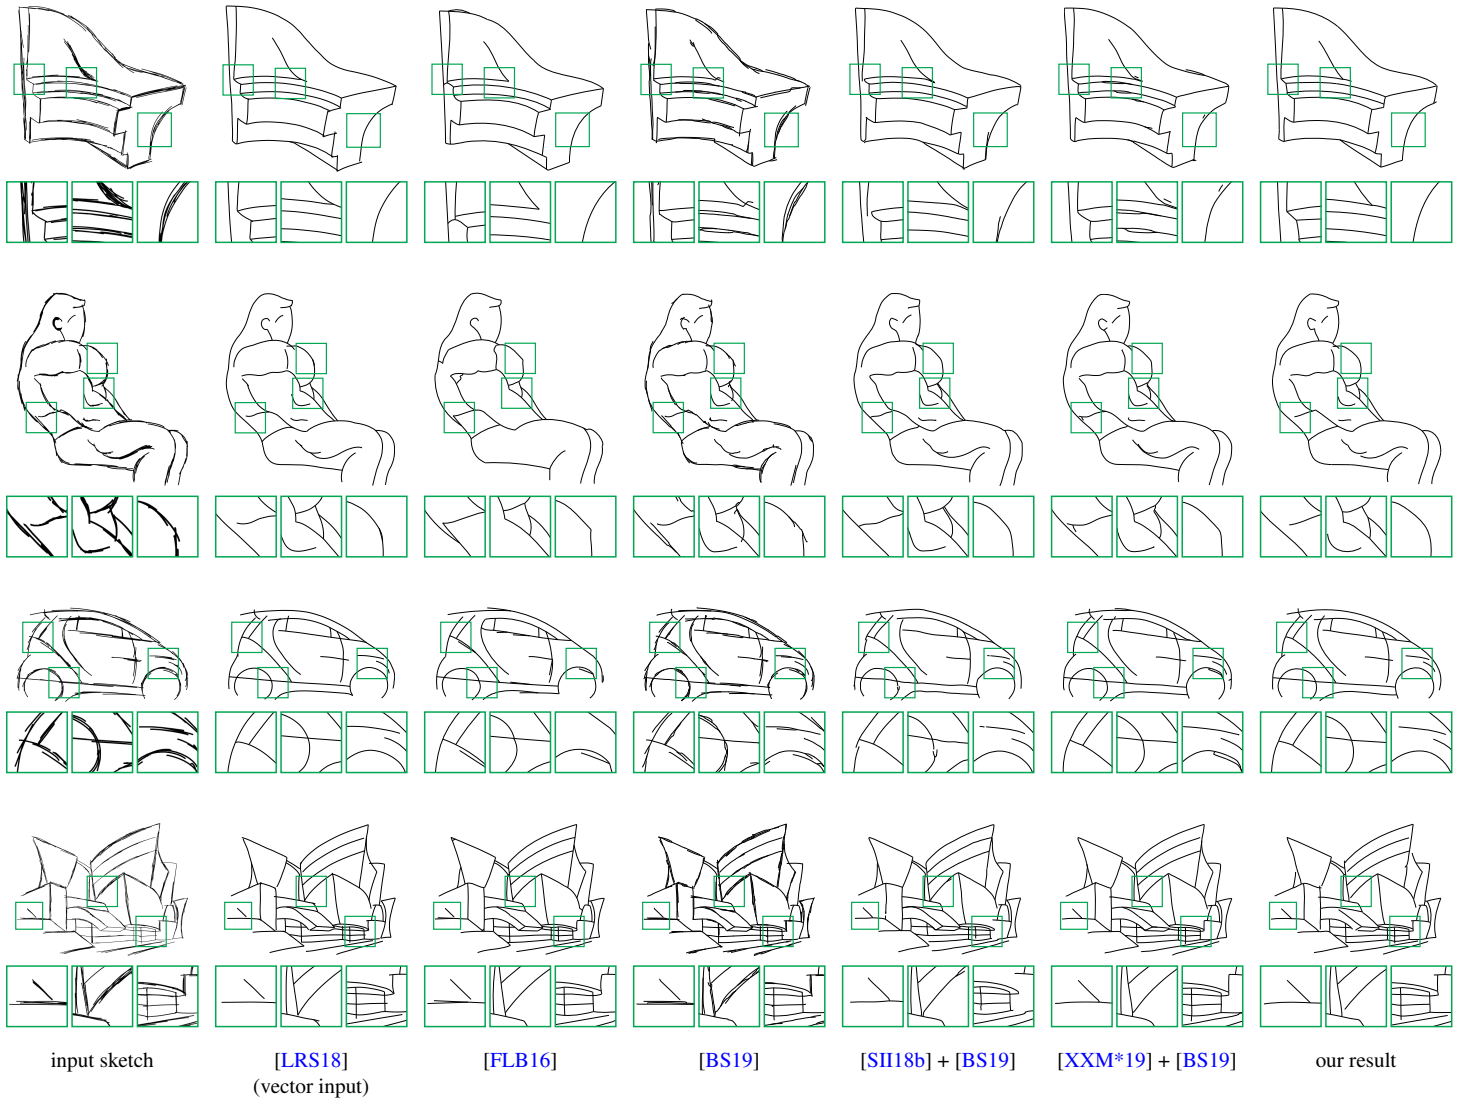 input sketch
[LRS18]
(vector input)
[FLB16]
[BS19]
[SII18b] + [BS19]
[XXM*19] + [BS19]
our result